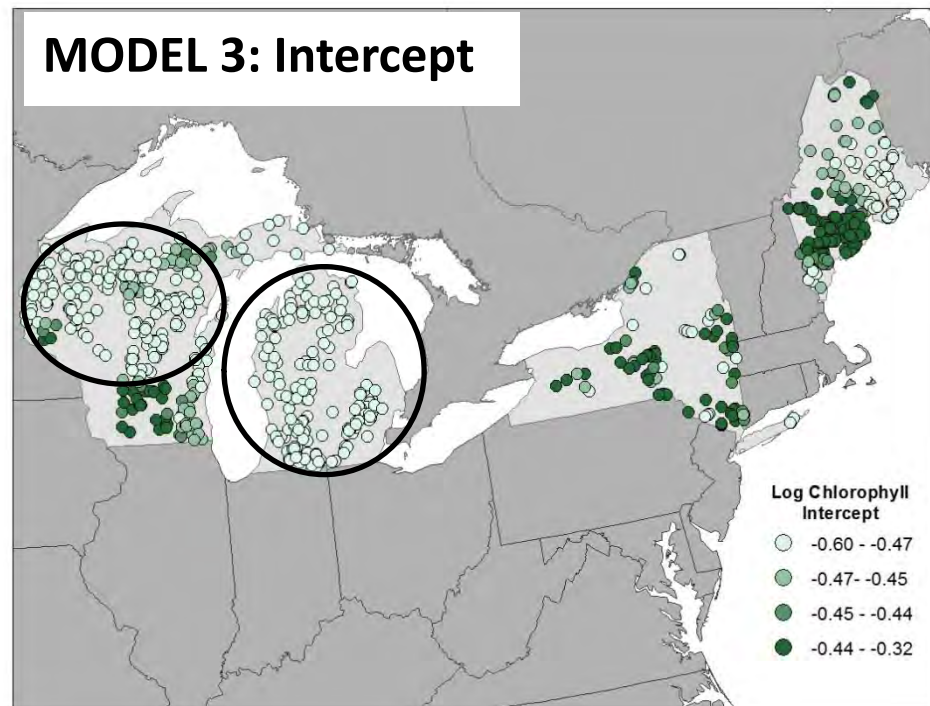 MODEL 3: Intercept
Log Chlorophyll
Intercept
-0.60 - -0.47
-0.47- -0.45
-0.45 - -0.44
-0.44 - -0.32